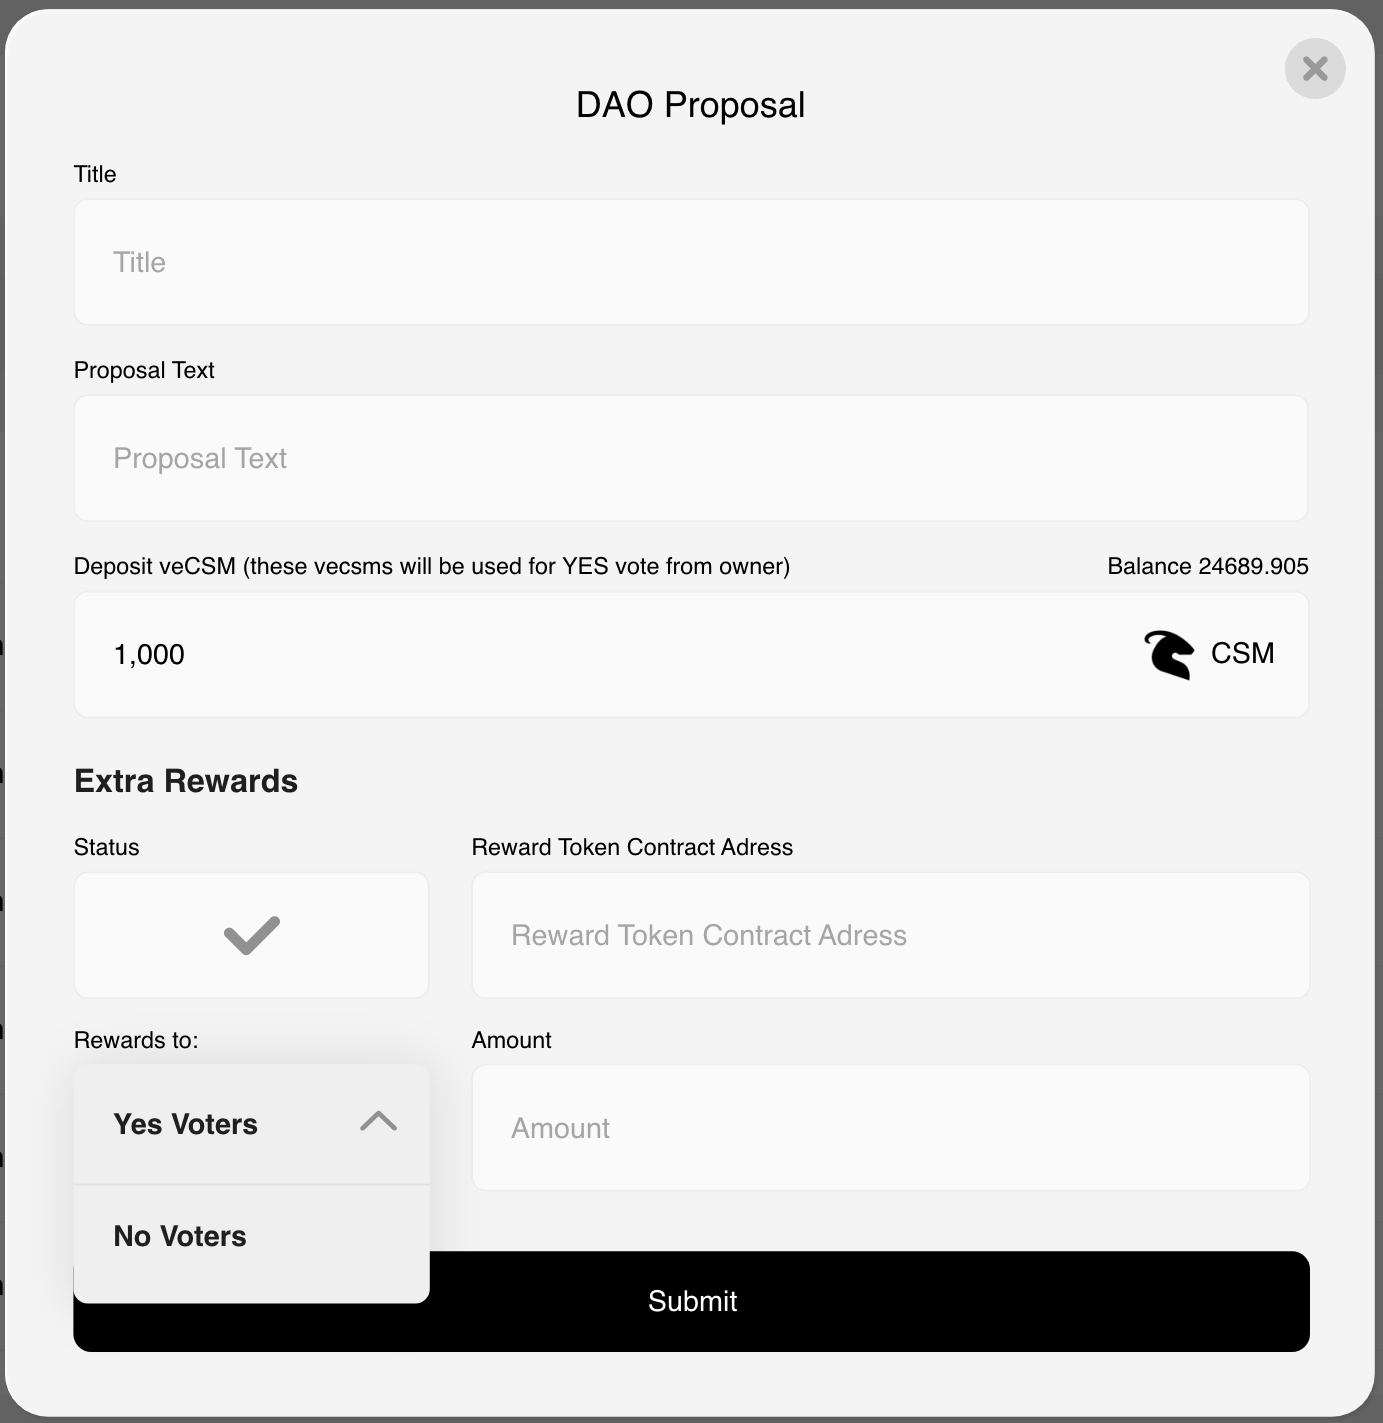 DAO Proposal
Title
Title
Proposal Text
Proposal Text
Deposit veCSM (these vecsms will be used for YES vote from owner)
Balance 24689.905
1,000
CSM
Extra Rewards
Status
Reward Token Contract Adress
Reward Token Contract Adress
Rewards to:
Amount
Yes Voters
Amount
No Voters
Submit